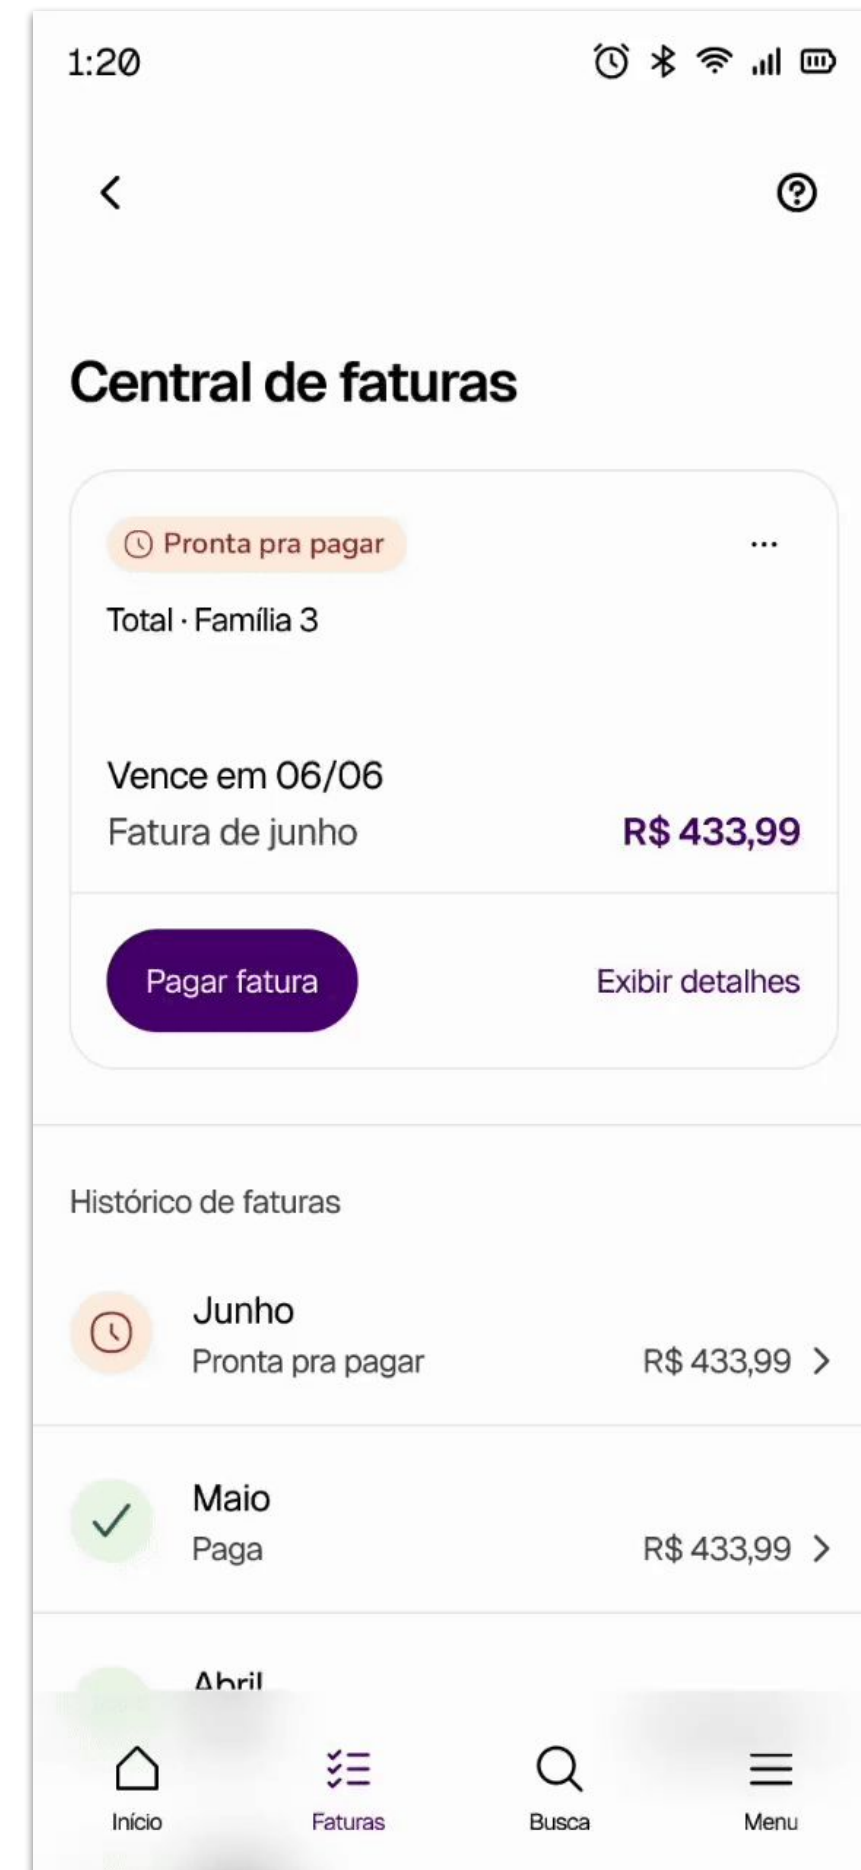 1:20
Central de faturas
Pronta pra pagar
...
Total · Família 3
Vence em 06/06
Fatura de junho
R$ 433,99
Pagar fatura
Exibir detalhes
Histórico de faturas
Junho
Pronta pra pagar
R$ 433,99
Maio
Paga
R$ 433,99
Abril
Início
Faturas
Busca
Menu